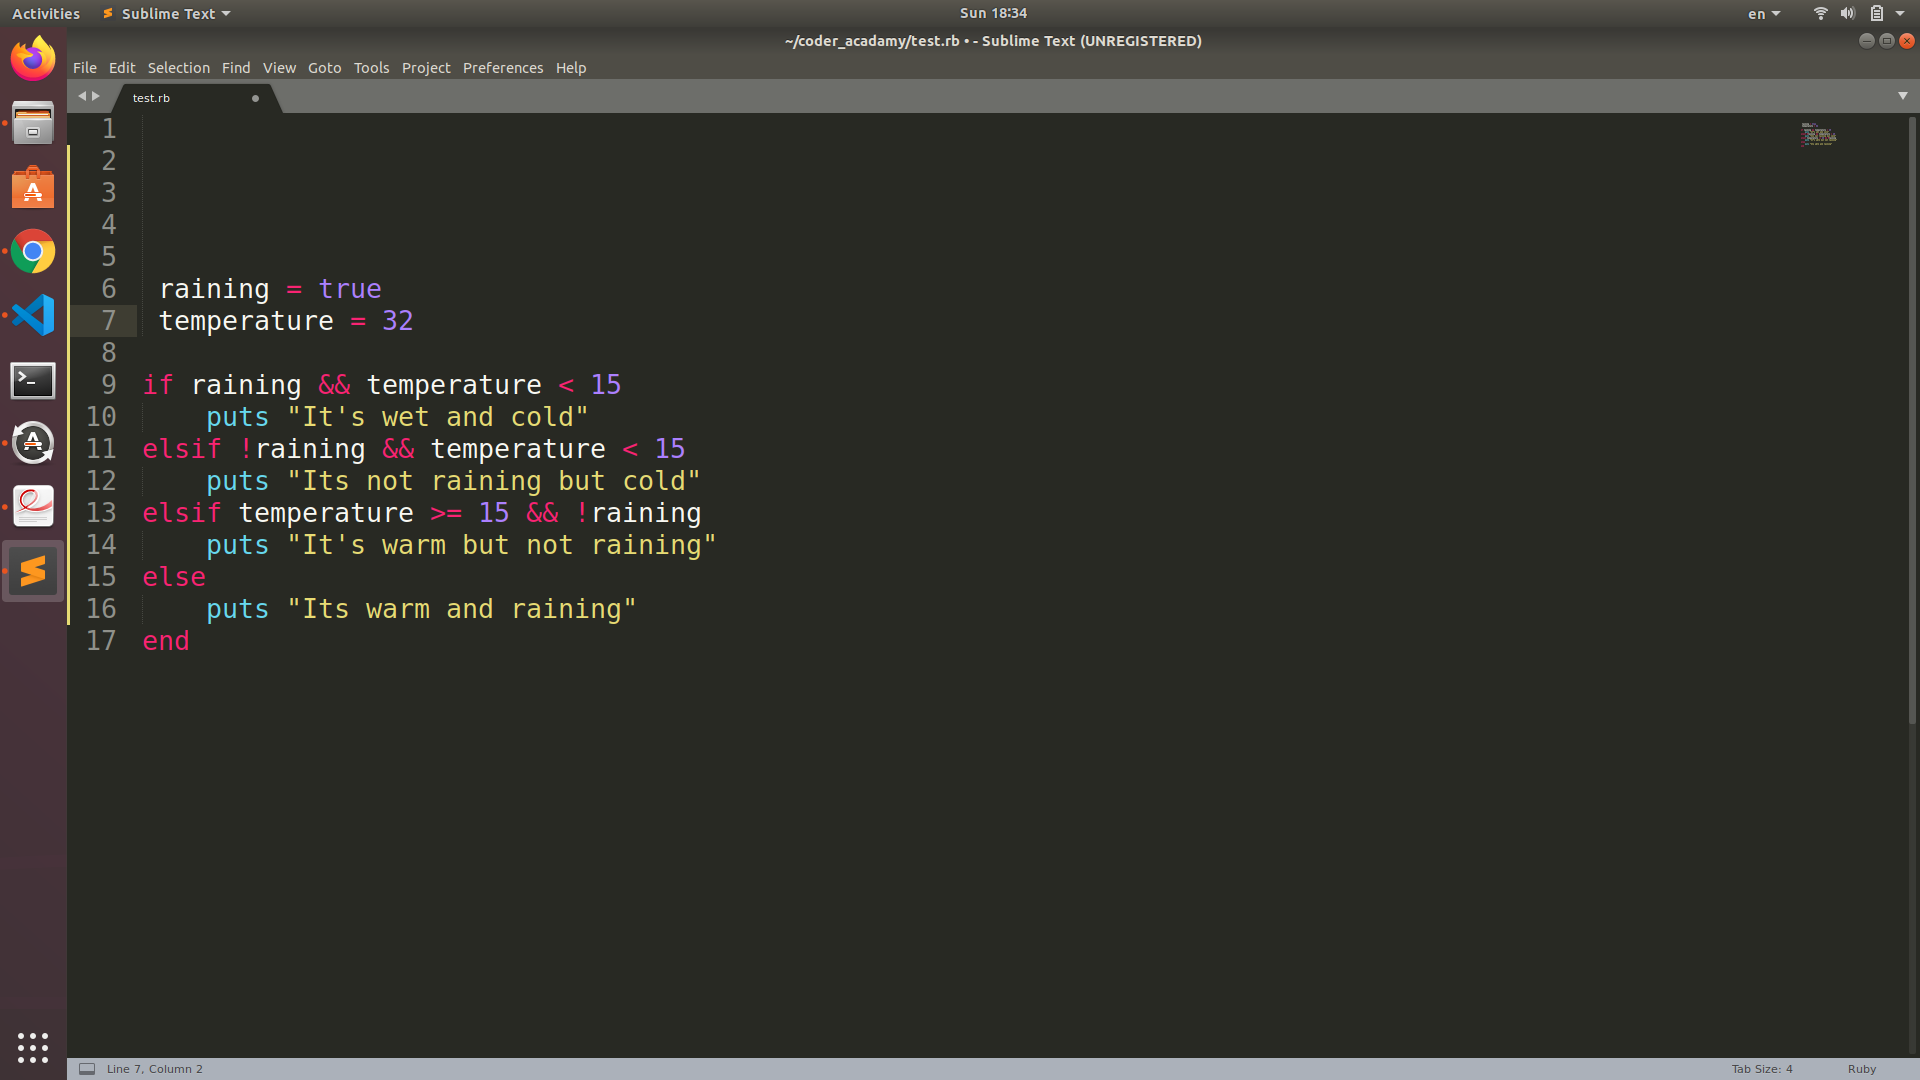 Activities Sublime Text Sun 18:34 en
~/coder_acadamy/test.rb • - Sublime Text (UNREGISTERED)
File Edit Selection Find View Goto Tools Project Preferences Help
test.rb
1
2
3
4
5
6 raining = true
7 temperature = 32
8
9 if raining && temperature < 15
10 puts "It's wet and cold"
11 elsif !raining && temperature < 15
12 puts "Its not raining but cold"
13 elsif temperature >= 15 && !raining
14 puts "It's warm but not raining"
15 else
16 puts "Its warm and raining"
17 end
Line 7, Column 2 Tab Size: 4 Ruby